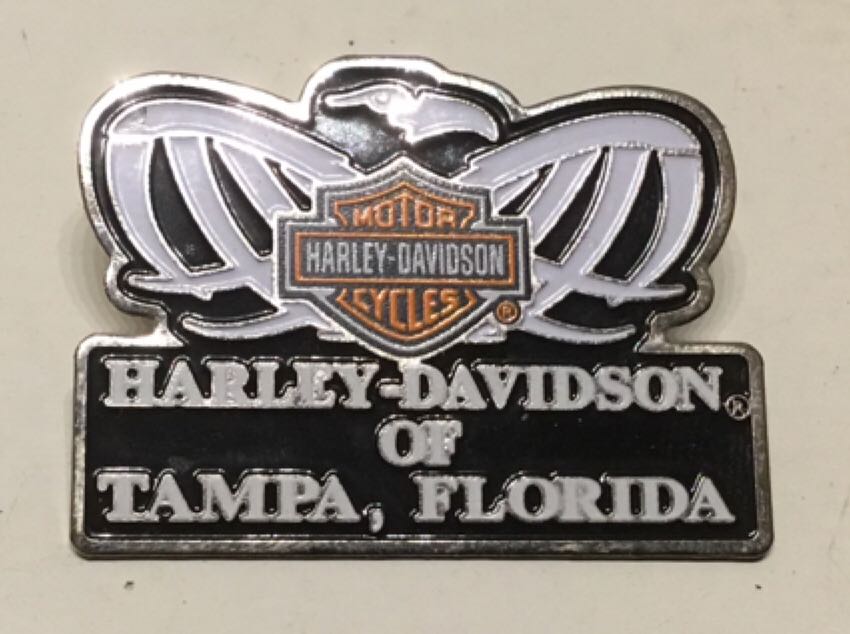 MOTOR
HARLEY-DAVIDSON
CYCLES ®
HARLEY-DAVIDSON®
OF
TAMPA, FLORIDA